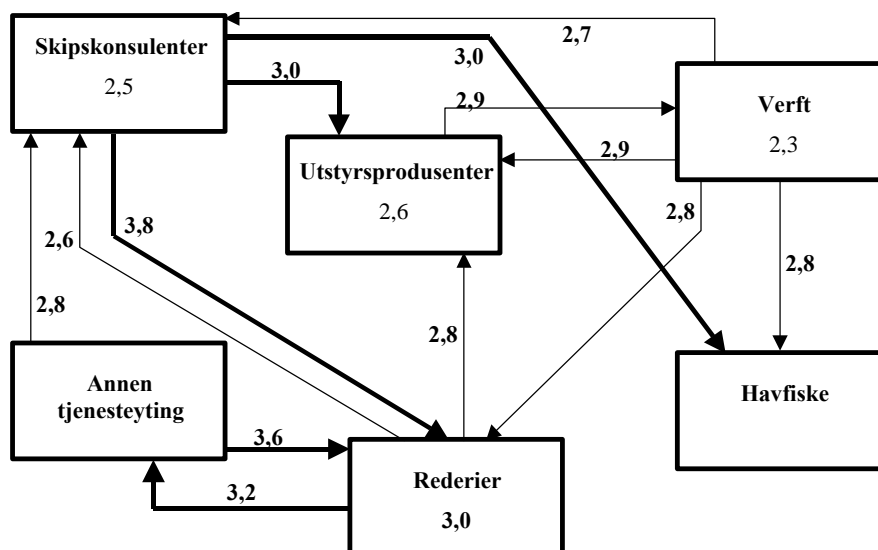 Skipskonsulenter
2,5
2,7
3,0
3,0
Verft
2,3
2,9
2,9
Utstyrsprodusenter
2,6
3,8
2,6
2,8
2,8
2,8
2,8
Annen
tjenesteyting
Havfiske
3,6
3,2
Rederier
3,0